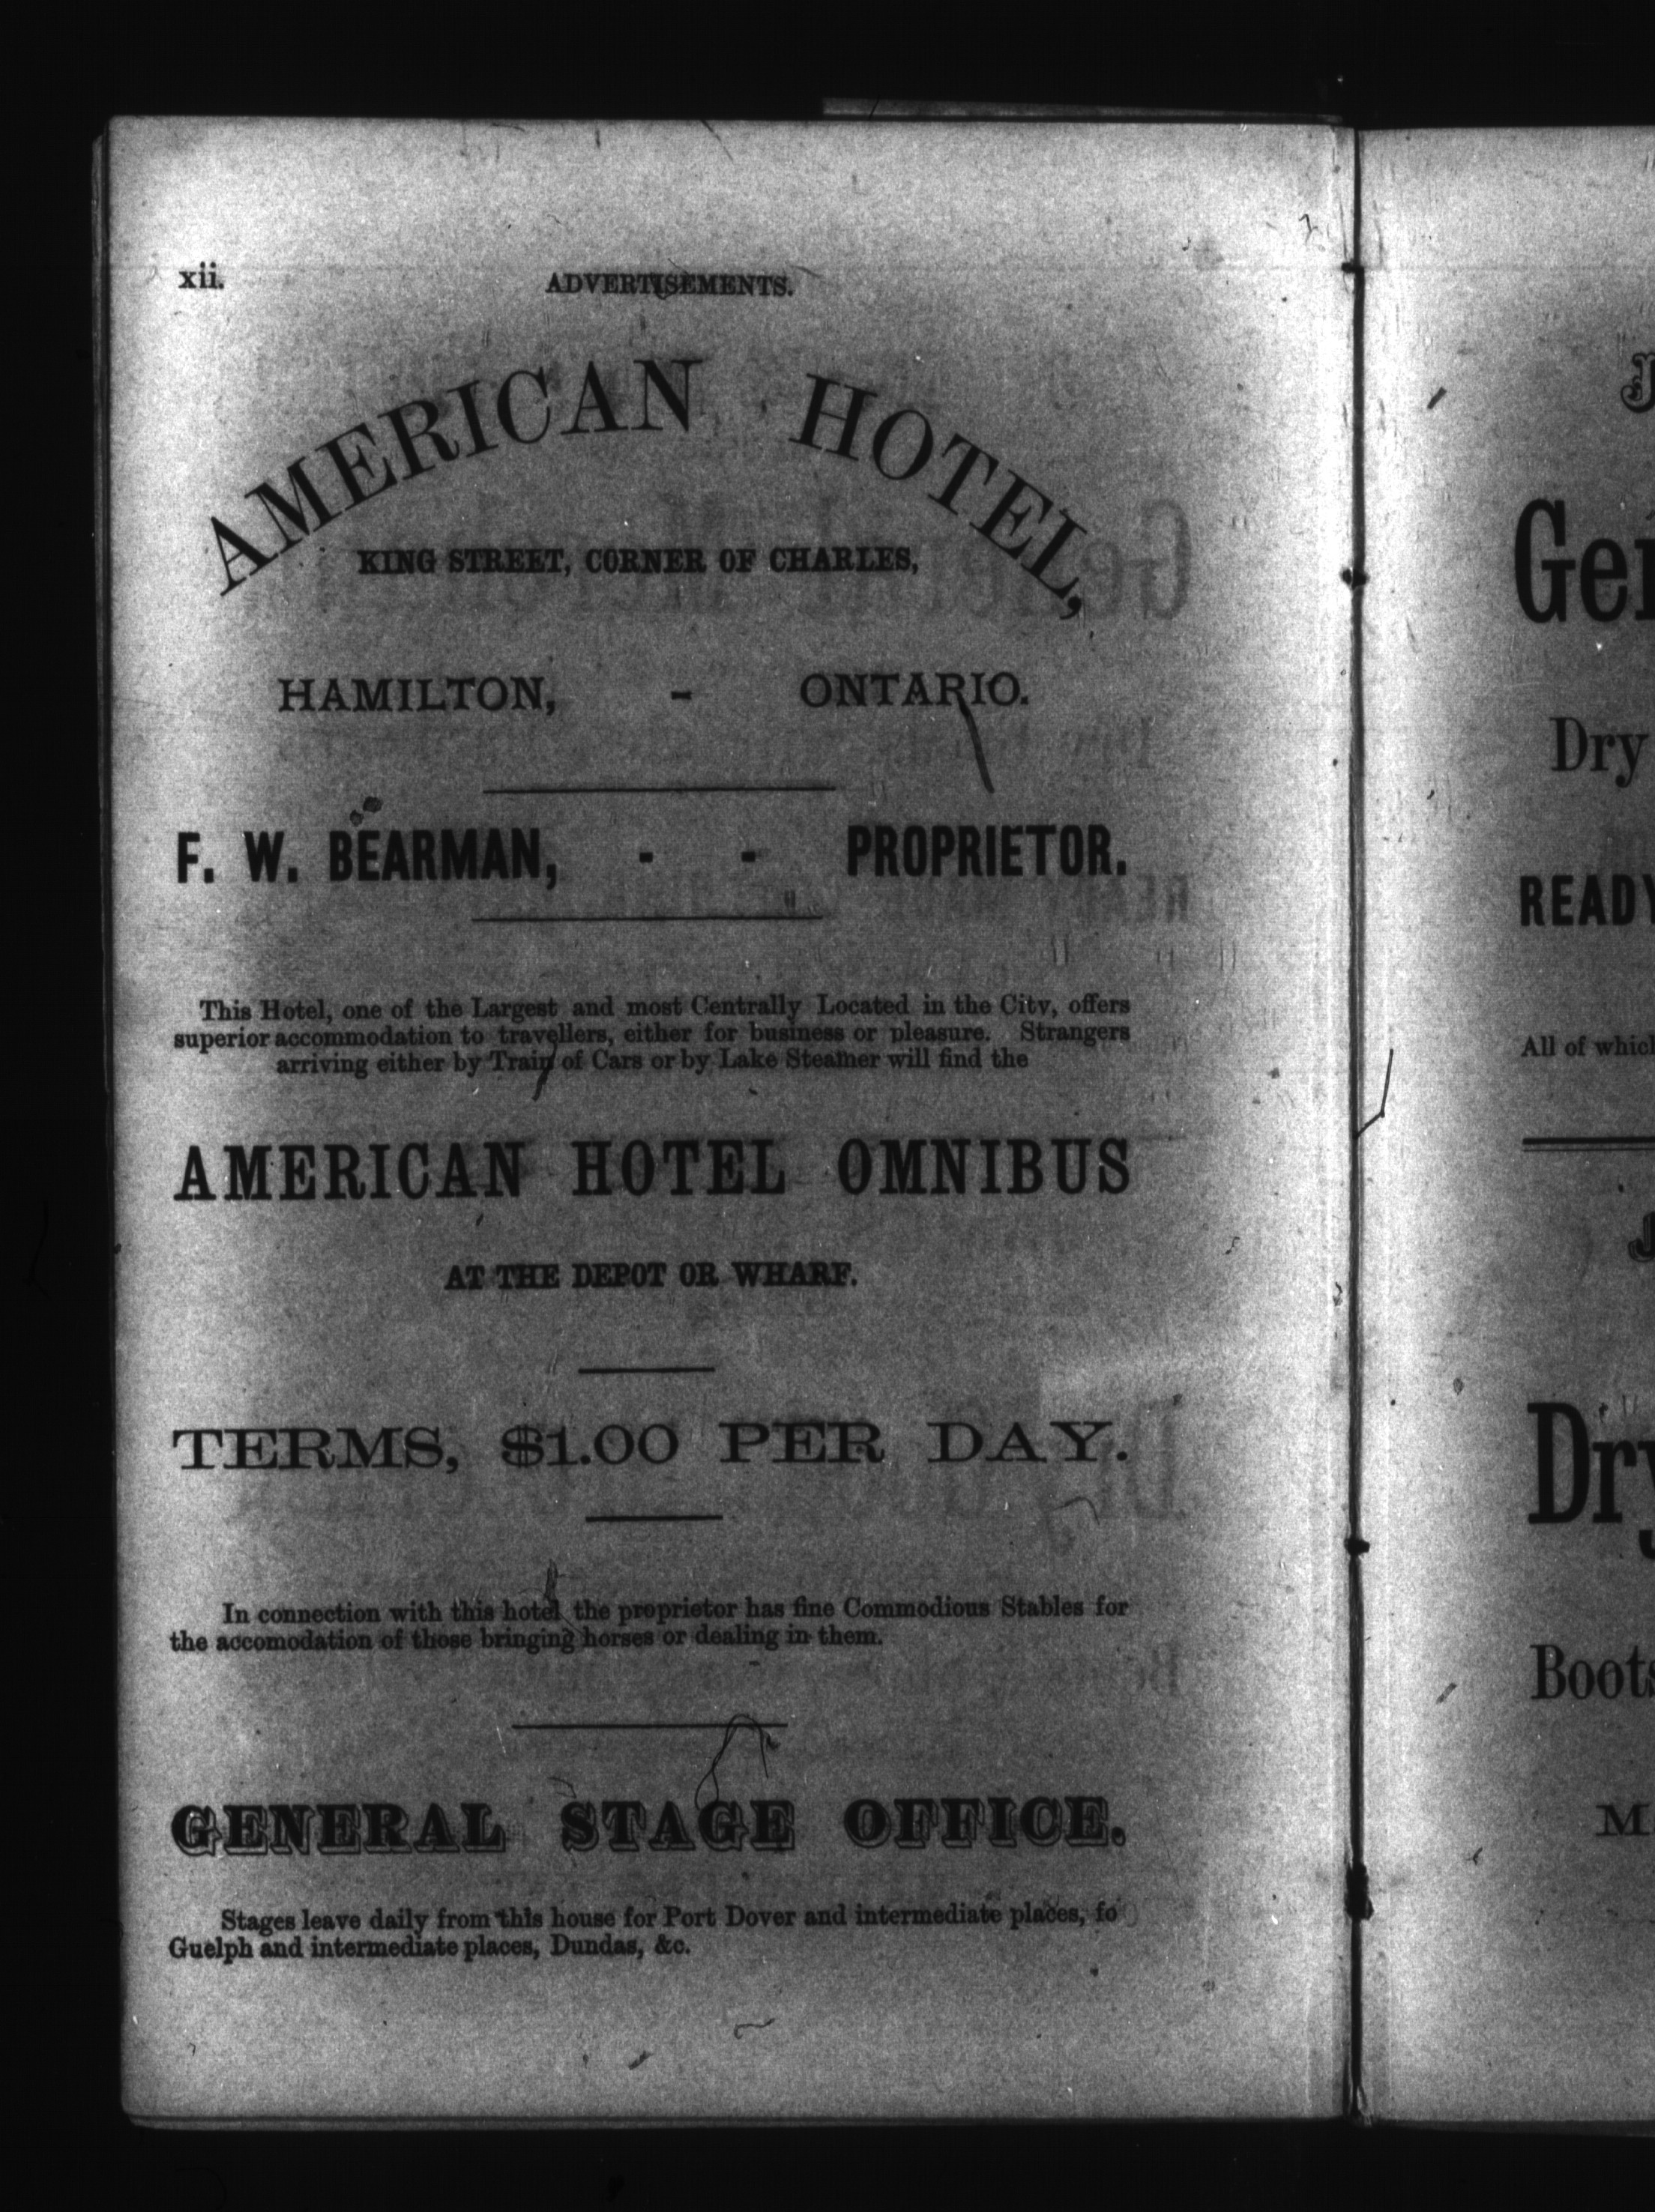 xii.
ADVERTISEMENTS.
AMERICAN HOTEL,
KING STREET, CORNER OF CHARLES,
HAMILTON, - ONTARIO.
F. W. BEARMAN, - - PROPRIETOR.
This Hotel, one of the Largest and most Centrally Located in the City, offers
superior accommodation to travellers, either for business or pleasure. Strangers
arriving either by Train of Cars or by Lake Steamer will find the
AMERICAN HOTEL OMNIBUS
AT THE DEPOT OR WHARF.
TERMS, $1.00 PER DAY.
In connection with this hotel the proprietor has fine Commodious Stables for
the accomodation of those bringing horses or dealing in them.
GENERAL STAGE OFFICE.
Stages leave daily from this house for Port Dover and intermediate places, fo
Guelph and intermediate places, Dundas, &c.
J
Ger
Dry
READY
All of which
J
Dry
Boots
M